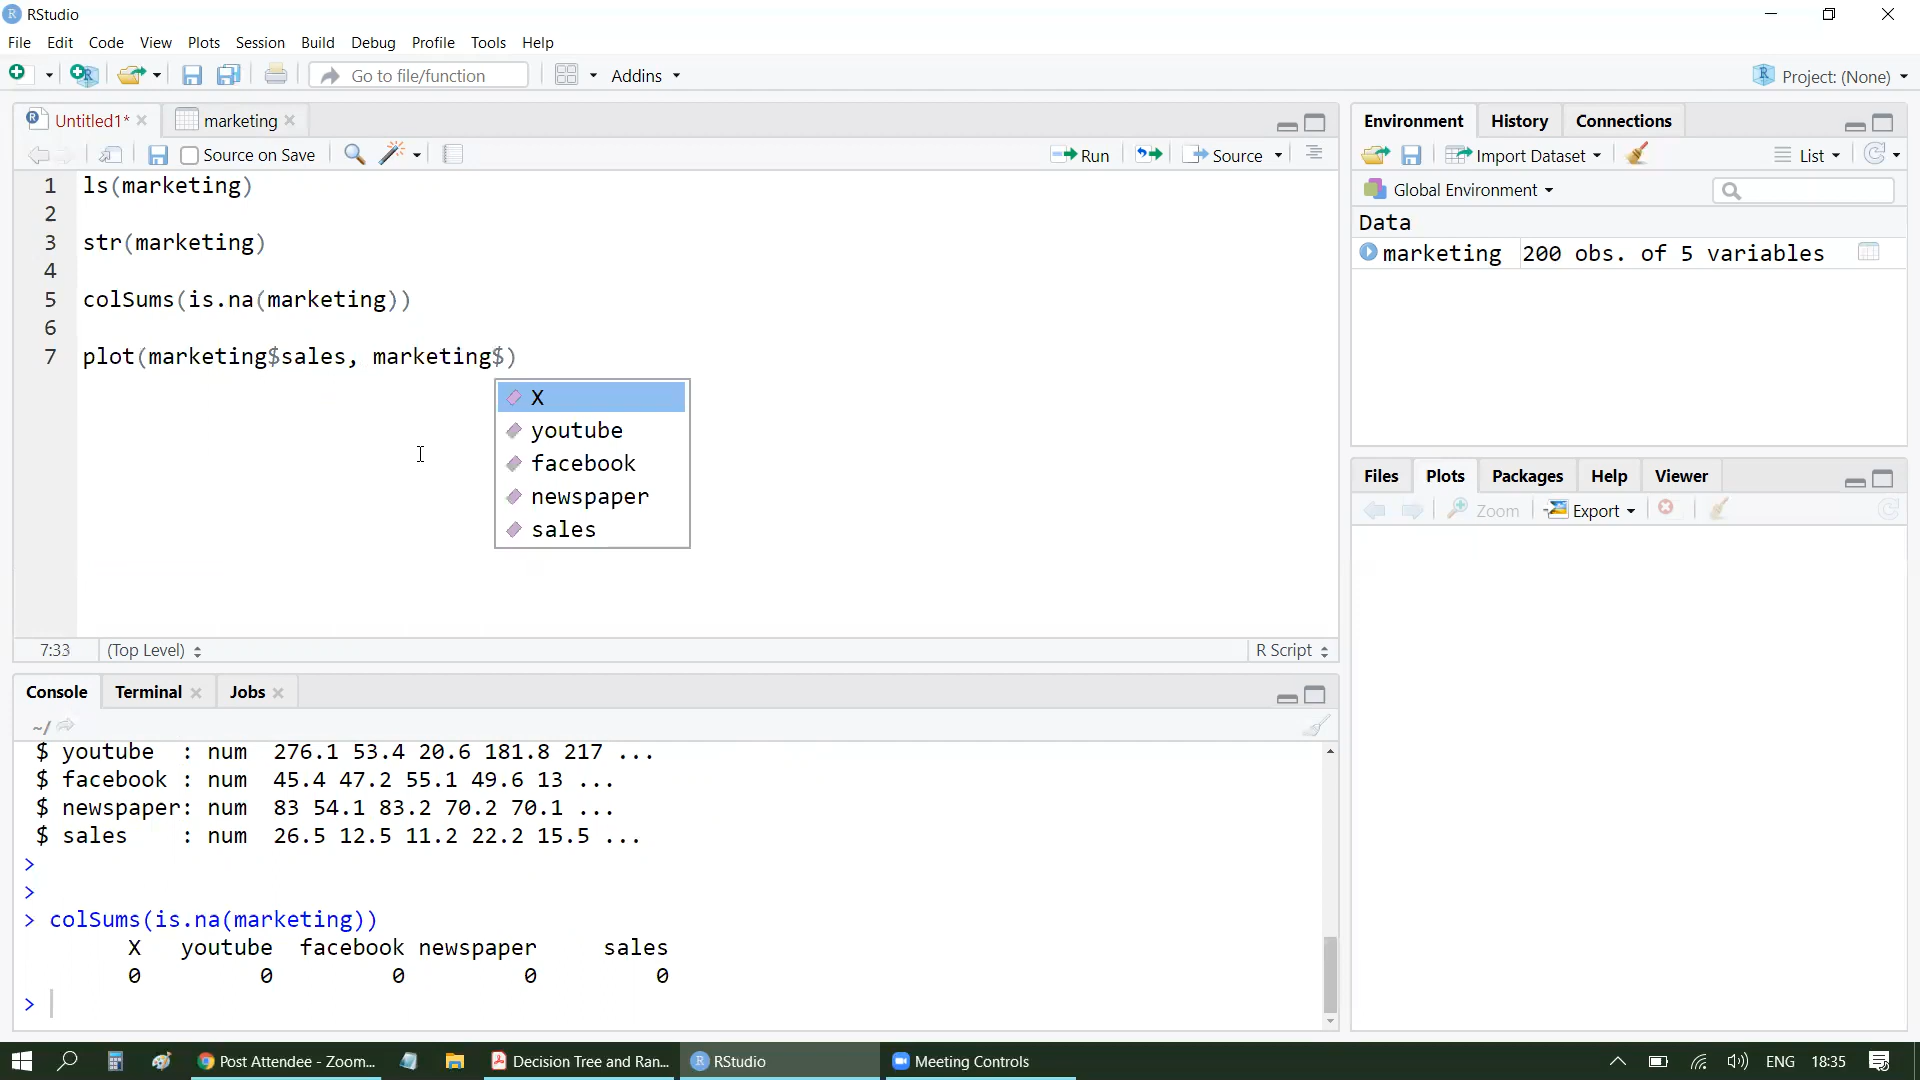 RStudio
File Edit Code View Plots Session Build Debug Profile Tools Help
Go to file/function Addins Project: (None)
Untitled1* marketing
Source on Save Run Source
1 ls(marketing)
2
3 str(marketing)
4
5 colSums(is.na(marketing))
6
7 plot(marketing$sales, marketing$)
X
youtube
facebook
newspaper
sales
7:33 (Top Level) R Script
Console Terminal Jobs
~/
$ youtube : num 276.1 53.4 20.6 181.8 217 ...
$ facebook : num 45.4 47.2 55.1 49.6 13 ...
$ newspaper: num 83 54.1 83.2 70.2 70.1 ...
$ sales : num 26.5 12.5 11.2 22.2 15.5 ...
>
>
> colSums(is.na(marketing))
X youtube facebook newspaper sales
0 0 0 0 0
>
Environment History Connections
Import Dataset List
Global Environment
Data
marketing 200 obs. of 5 variables
Files Plots Packages Help Viewer
Zoom Export
Post Attendee - Zoom... Decision Tree and Ran... RStudio Meeting Controls ENG 18:35